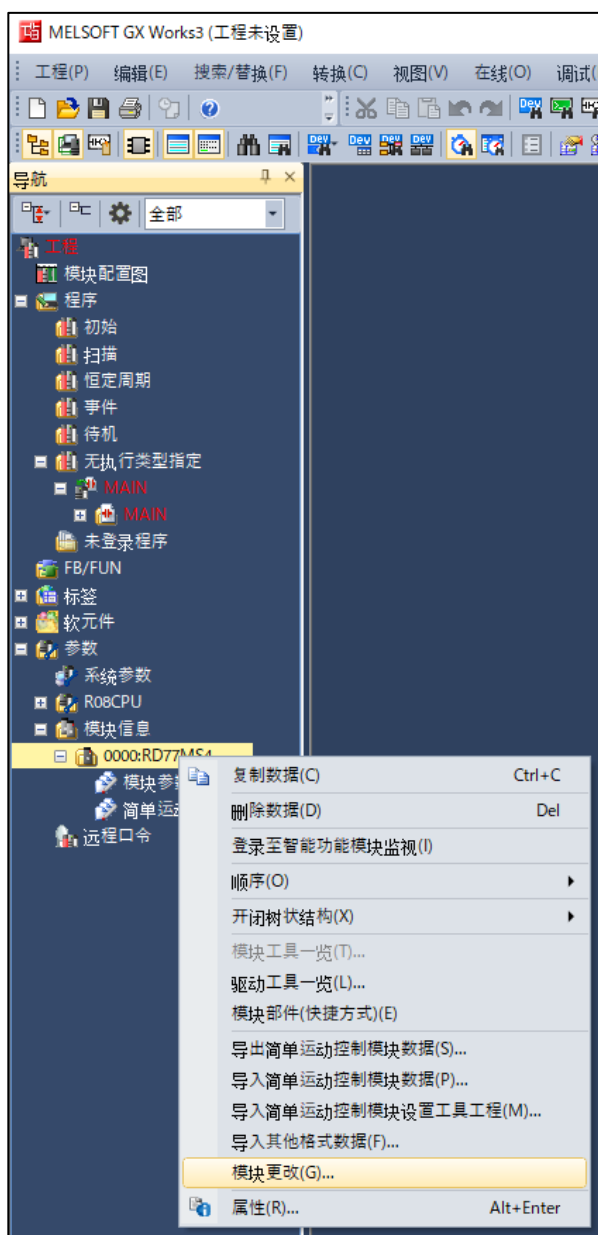 MELSOFT GX Works3 (工程未设置)
工程(P) 编辑(E) 搜索/替换(F) 转换(C) 视图(V) 在线(O) 调试(
导航
全部
工程
模块配置图
程序
初始
扫描
恒定周期
事件
待机
无执行类型指定
MAIN
MAIN
未登录程序
FB/FUN
标签
软元件
参数
系统参数
R08CPU
模块信息
0000:RD77MS4
模块参
简单运
远程口令
复制数据(C) Ctrl+C
删除数据(D) Del
登录至智能功能模块监视(I)
顺序(O)
开闭树状结构(X)
模块工具一览(T)...
驱动工具一览(L)...
模块部件(快捷方式)(E)
导出简单运动控制模块数据(S)...
导入简单运动控制模块数据(P)...
导入简单运动控制模块设置工具工程(M)...
导入其他格式数据(F)...
模块更改(G)...
属性(R)... Alt+Enter